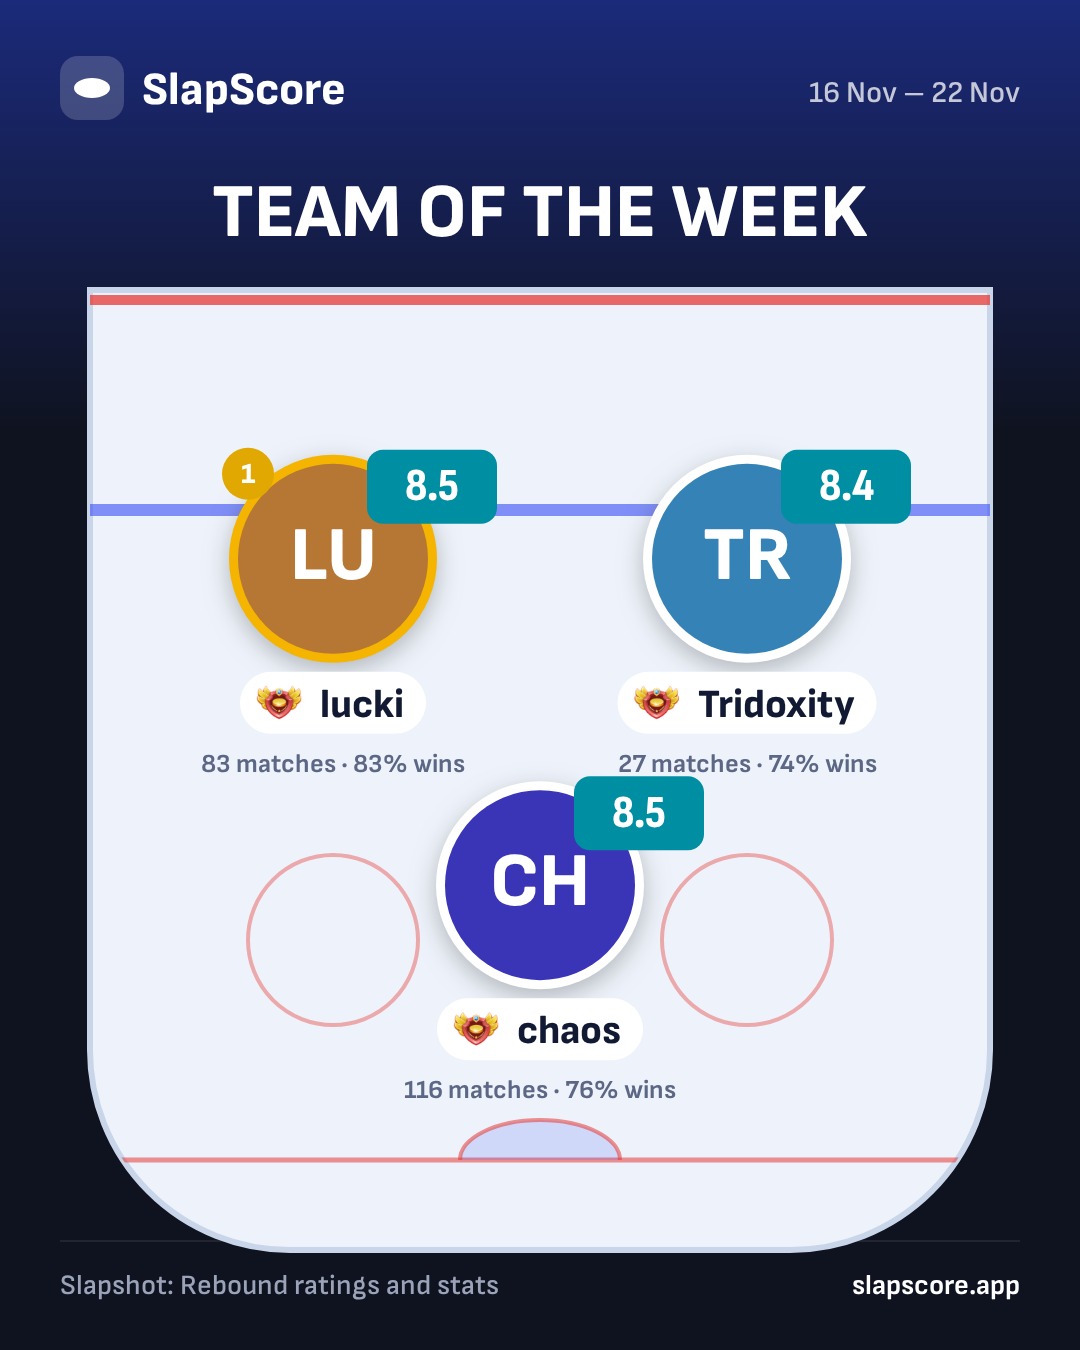 SlapScore
16 Nov – 22 Nov
TEAM OF THE WEEK
1
8.5
LU
lucki
83 matches · 83% wins
8.4
TR
Tridoxity
27 matches · 74% wins
8.5
CH
chaos
116 matches · 76% wins
Slapshot: Rebound ratings and stats
slapscore.app